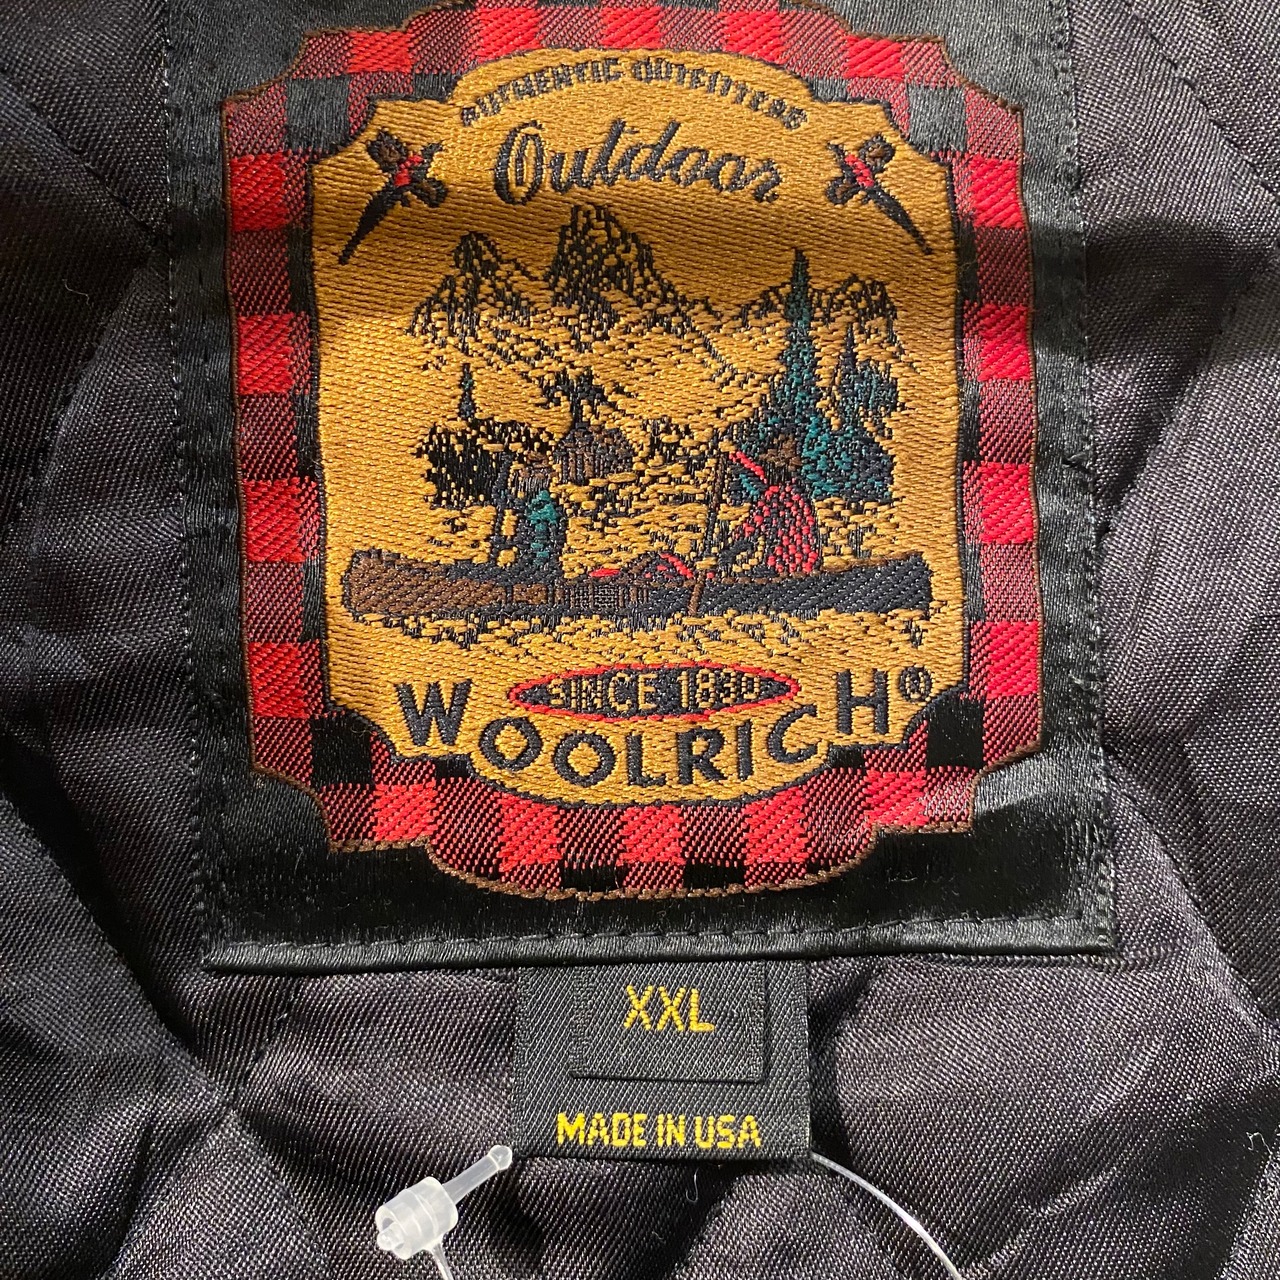 AUTHENTIC OUTFITTERS
Outdoor
SINCE 1830
WOOLRICH®
XXL
MADE IN USA